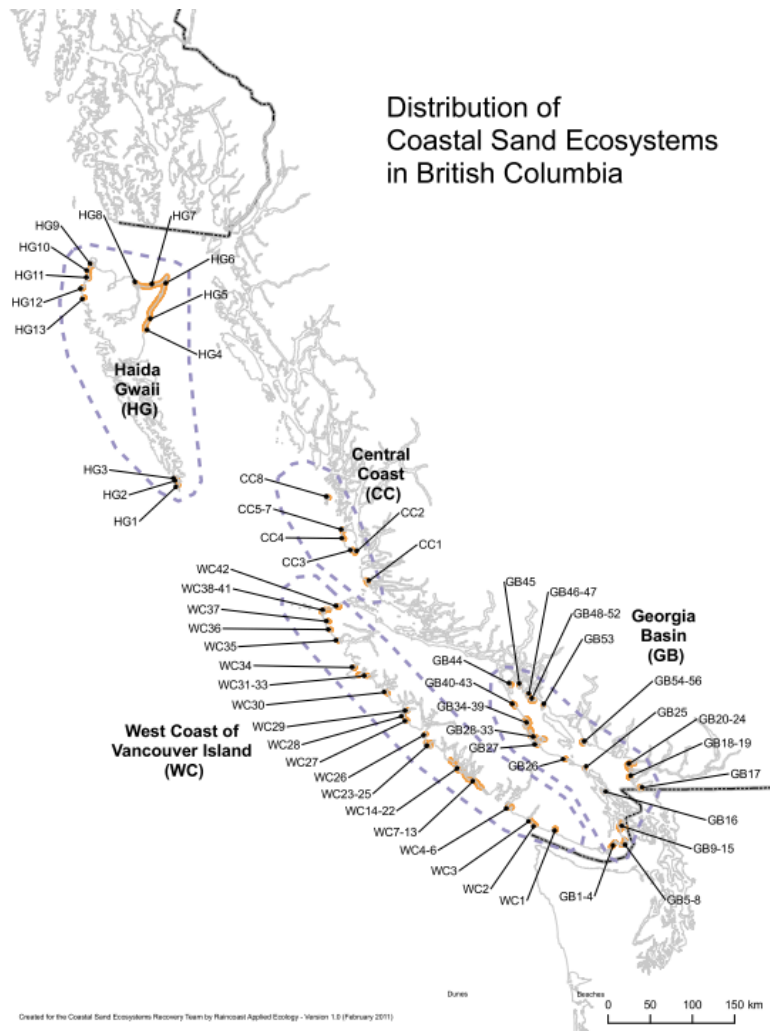 Distribution of
Coastal Sand Ecosystems
in British Columbia
HG8
HG7
HG9
HG10
HG6
HG11
HG5
HG12
HG13
HG4
Haida
Gwaii
(HG)
HG3
HG2
HG1
Central
Coast
(CC)
CC8
CC5-7
CC2
CC4
CC1
CC3
WC42
WC38-41
WC37
WC36
WC35
WC34
WC31-33
WC30
WC29
WC28
WC27
WC26
WC23-25
WC14-22
WC7-13
WC4-6
WC3
WC2
WC1
West Coast of
Vancouver Island
(WC)
GB45
GB46-47
GB48-52
GB53
Georgia
Basin
(GB)
GB44
GB40-43
GB54-56
GB34-39
GB25
GB20-24
GB28-33
GB18-19
GB27
GB26
GB17
GB16
GB9-15
GB1-4
GB5-8
Dunes
Beaches
0 50 100 150 km
Created for the Coastal Sand Ecosystems Recovery Team by Raincoast Applied Ecology - Version 1.0 (February 2011)